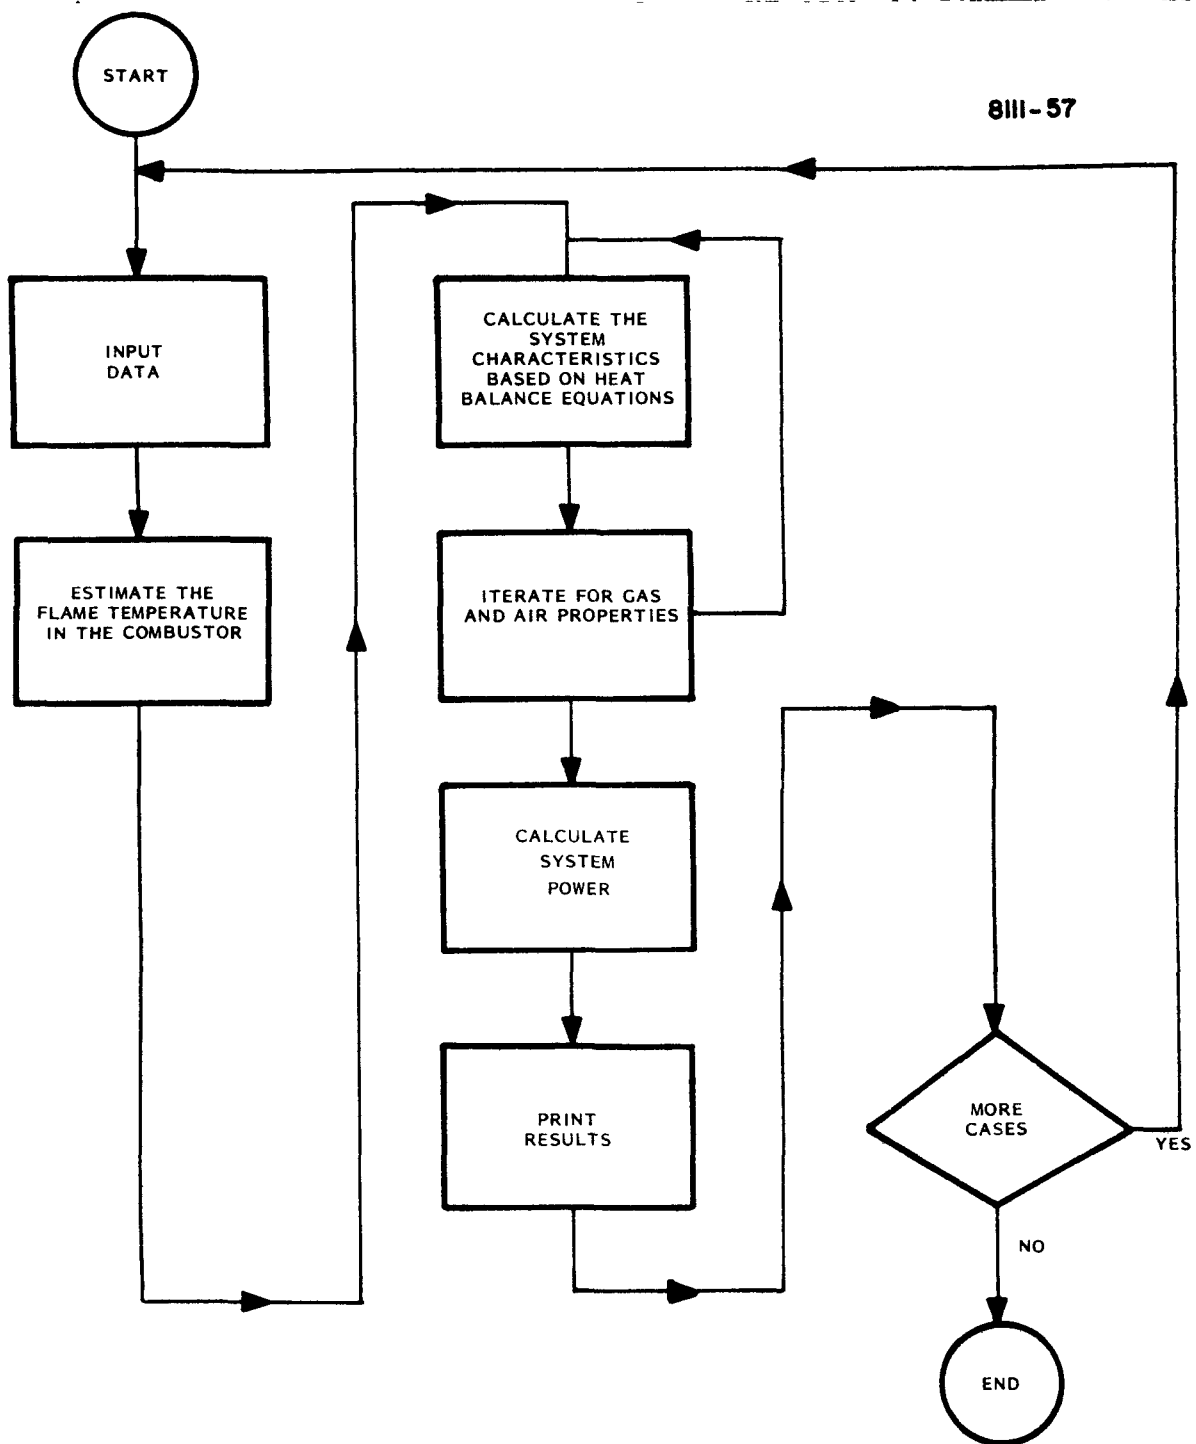 START
8III-57
INPUT
DATA
ESTIMATE THE
FLAME TEMPERATURE
IN THE COMBUSTOR
CALCULATE THE
SYSTEM
CHARACTERISTICS
BASED ON HEAT
BALANCE EQUATIONS
ITERATE FOR GAS
AND AIR PROPERTIES
CALCULATE
SYSTEM
POWER
PRINT
RESULTS
MORE
CASES
YES
NO
END